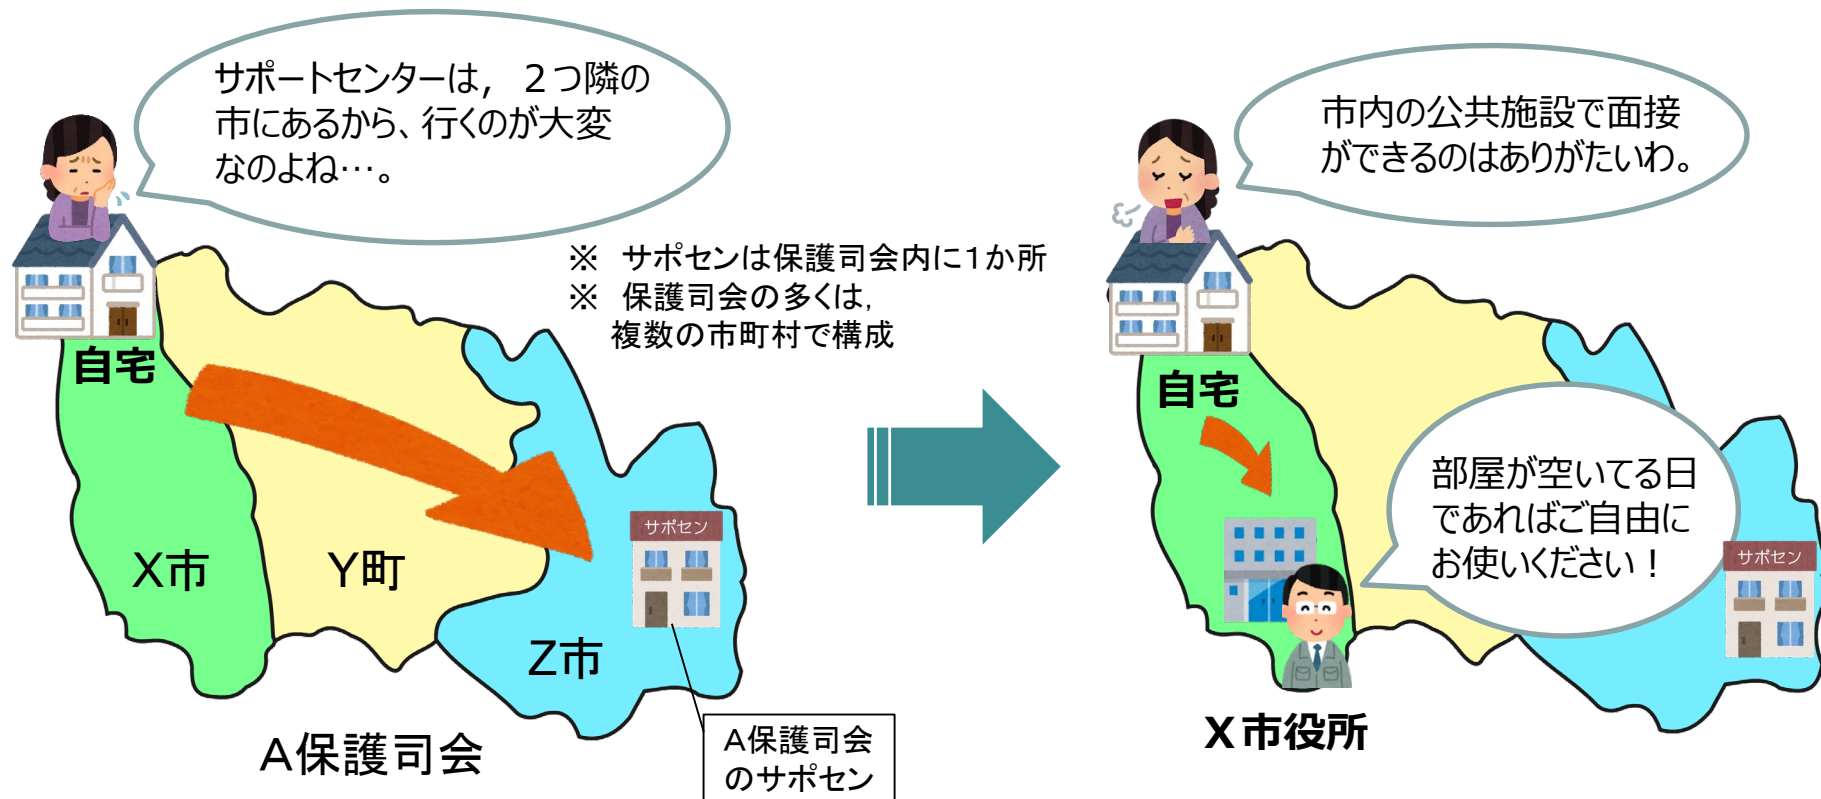 サポートセンターは，２つ隣の
市にあるから、行くのが大変
なのよね…。
※　サポセンは保護司会内に１か所
※　保護司会の多くは，
複数の市町村で構成
自宅
X市
Y町
Z市
サポセン
A保護司会
A保護司会
のサポセン
市内の公共施設で面接
ができるのはありがたいわ。
自宅
部屋が空いてる日
であればご自由に
お使いください！
サポセン
X市役所